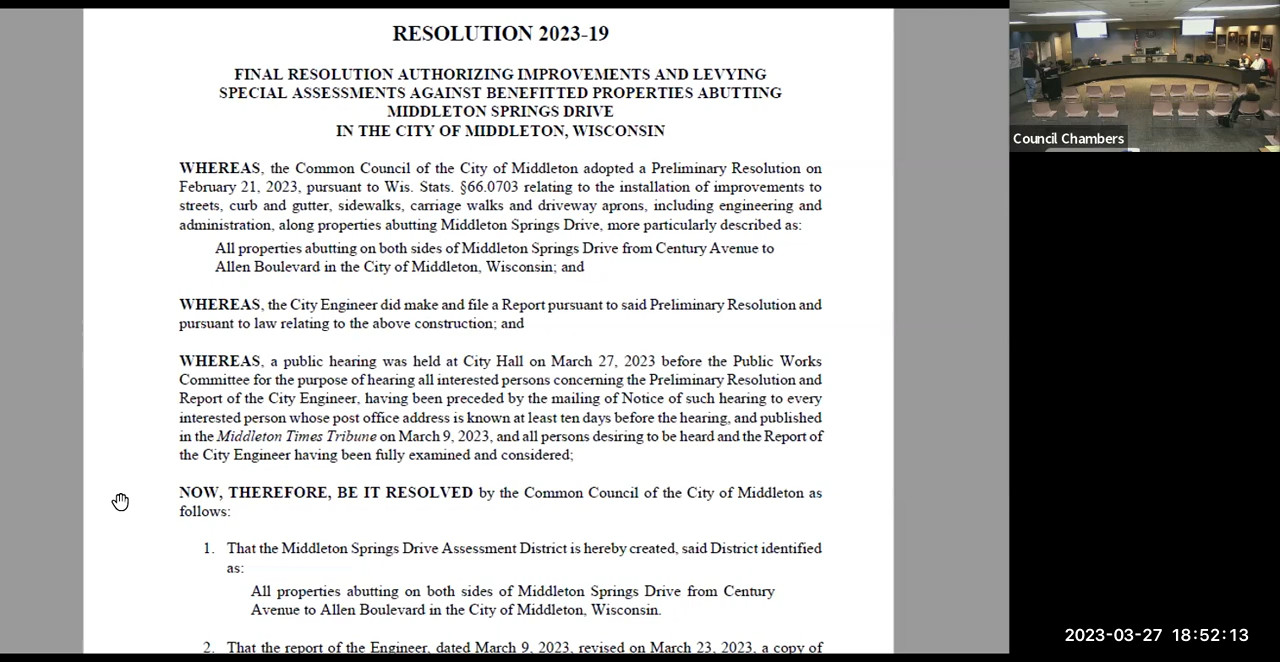 RESOLUTION 2023-19
FINAL RESOLUTION AUTHORIZING IMPROVEMENTS AND LEVYING
SPECIAL ASSESSMENTS AGAINST BENEFITTED PROPERTIES ABUTTING
MIDDLETON SPRINGS DRIVE
IN THE CITY OF MIDDLETON, WISCONSIN
WHEREAS, the Common Council of the City of Middleton adopted a Preliminary Resolution on
February 21, 2023, pursuant to Wis. Stats. §66.0703 relating to the installation of improvements to
streets, curb and gutter, sidewalks, carriage walks and driveway aprons, including engineering and
administration, along properties abutting Middleton Springs Drive, more particularly described as:
All properties abutting on both sides of Middleton Springs Drive from Century Avenue to
Allen Boulevard in the City of Middleton, Wisconsin; and
WHEREAS, the City Engineer did make and file a Report pursuant to said Preliminary Resolution and
pursuant to law relating to the above construction; and
WHEREAS, a public hearing was held at City Hall on March 27, 2023 before the Public Works
Committee for the purpose of hearing all interested persons concerning the Preliminary Resolution and
Report of the City Engineer, having been preceded by the mailing of Notice of such hearing to every
interested person whose post office address is known at least ten days before the hearing, and published
in the Middleton Times Tribune on March 9, 2023, and all persons desiring to be heard and the Report of
the City Engineer having been fully examined and considered;
NOW, THEREFORE, BE IT RESOLVED by the Common Council of the City of Middleton as
follows:
1. That the Middleton Springs Drive Assessment District is hereby created, said District identified
as:
All properties abutting on both sides of Middleton Springs Drive from Century
Avenue to Allen Boulevard in the City of Middleton, Wisconsin.
2. That the report of the Engineer, dated March 9, 2023, revised on March 23, 2023, a copy of
Council Chambers
2023-03-27 18:52:13